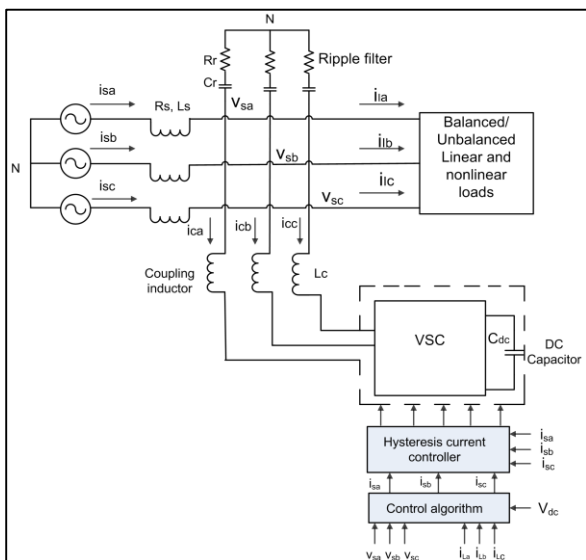 N
Rr
Ripple filter
Cr
isa
Rs, Ls
vsa
ila
isb
vsb
ilb
N
isc
vsc
ilc
Balanced/
Unbalanced
Linear and
nonlinear
loads
ica
icb
icc
Coupling
inductor
Lc
VSC
Cdc
DC
Capacitor
Hysteresis current
controller
isa
isb
isc
isa
isb
isc
Control algorithm
Vdc
vsa
vsb
vsc
iLa
iLb
iLC